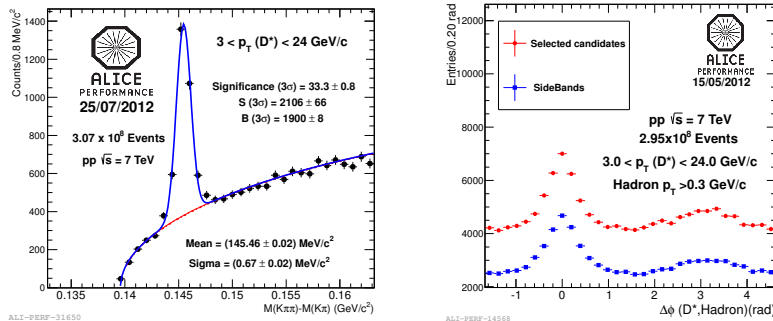 Counts/0.8 MeV/c²
1400
1200
1000
800
600
400
200
0
ALICE
PERFORMANCE
25/07/2012
3.07 x 10⁸ Events
pp √s = 7 TeV
3 < p_T (D*) < 24 GeV/c
Significance (3σ) = 33.3 ± 0.8
S (3σ) = 2106 ± 66
B (3σ) = 1900 ± 8
Mean = (145.46 ± 0.02) MeV/c²
Sigma = (0.67 ± 0.02) MeV/c²
0.135 0.14 0.145 0.15 0.155 0.16
M(Kππ)-M(Kπ) (GeV/c²)
ALI-PERF-31650
Entries/0.20 rad
12000
10000
8000
6000
4000
2000
Selected candidates
SideBands
ALICE
PERFORMANCE
15/05/2012
pp √s = 7 TeV
2.95x10⁸ Events
3.0 < p_T (D*) < 24.0 GeV/c
Hadron p_T >0.3 GeV/c
-1 0 1 2 3 4
Δϕ (D*,Hadron)(rad)
ALI-PERF-14568